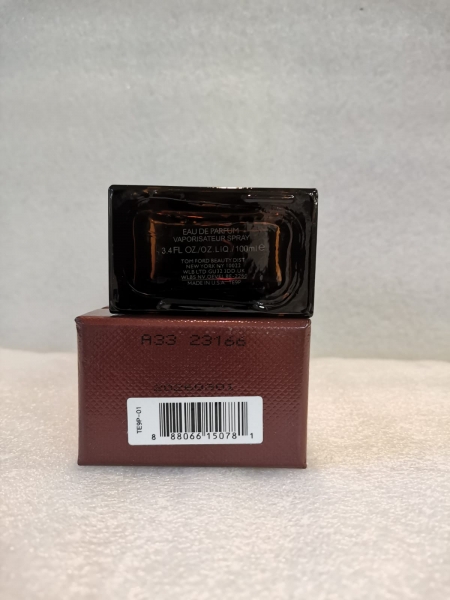 EAU DE PARFUM
VAPORISATEUR SPRAY
3.4 FL.OZ./OZ.LIQ./100 ml e
TOM FORD BEAUTY DIST.
NEW YORK NY 10022
MADE IN U.S.A. TE9P
A33 23166
TE9P-01
8 88066 15078 1